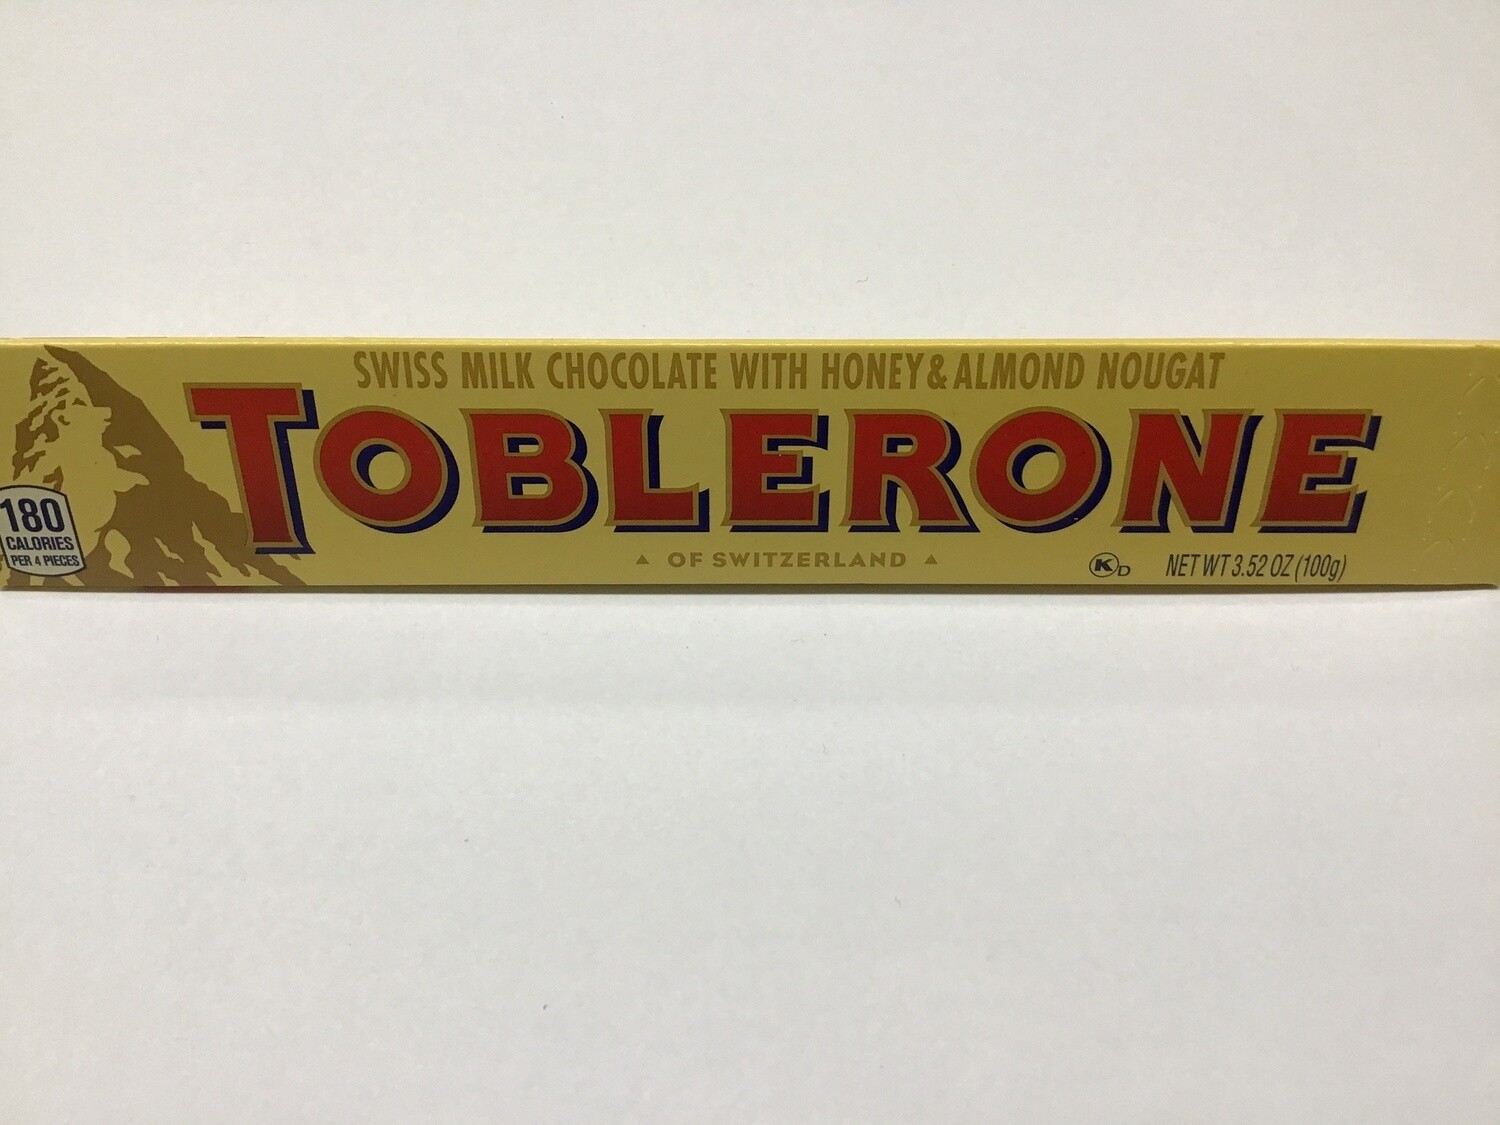 SWISS MILK CHOCOLATE WITH HONEY & ALMOND NOUGAT
TOBLERONE
180
CALORIES
PER 4 PIECES
▲ OF SWITZERLAND ▲
K D
NET WT 3.52 OZ (100g)